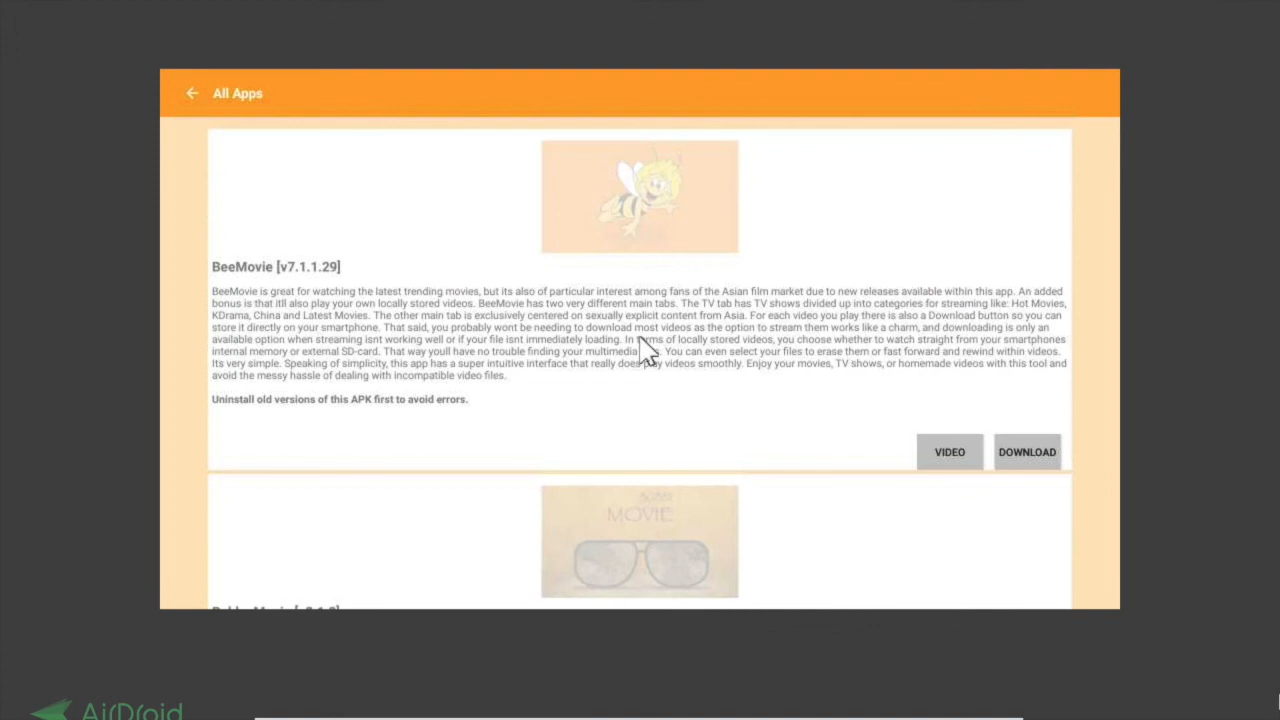 All Apps
BeeMovie [v7.1.1.29]
BeeMovie is great for watching the latest trending movies, but its also of particular interest among fans of the Asian film market due to new releases available within this app. An added
bonus is that itll also play your own locally stored videos. BeeMovie has two very different main tabs. The TV tab has TV shows divided up into categories for streaming like: Hot Movies,
KDrama, China and Latest Movies. The other main tab is exclusively centered on sexually explicit content from Asia. For each video you play there is also a Download button so you can
store it directly on your smartphone. That said, you probably wont be needing to download most videos as the option to stream them works like a charm, and downloading is only an
available option when streaming isnt working well or if your file isnt immediately loading. In terms of locally stored videos, you choose whether to watch straight from your smartphones
internal memory or external SD-card. That way youll have no trouble finding your multimedia You can even select your files to erase them or fast forward and rewind within videos.
Its very simple. Speaking of simplicity, this app has a super intuitive interface that really does play videos smoothly. Enjoy your movies, TV shows, or homemade videos with this tool and
avoid the messy hassle of dealing with incompatible video files.
Uninstall old versions of this APK first to avoid errors.
VIDEO DOWNLOAD
MOVIE
AirDroid